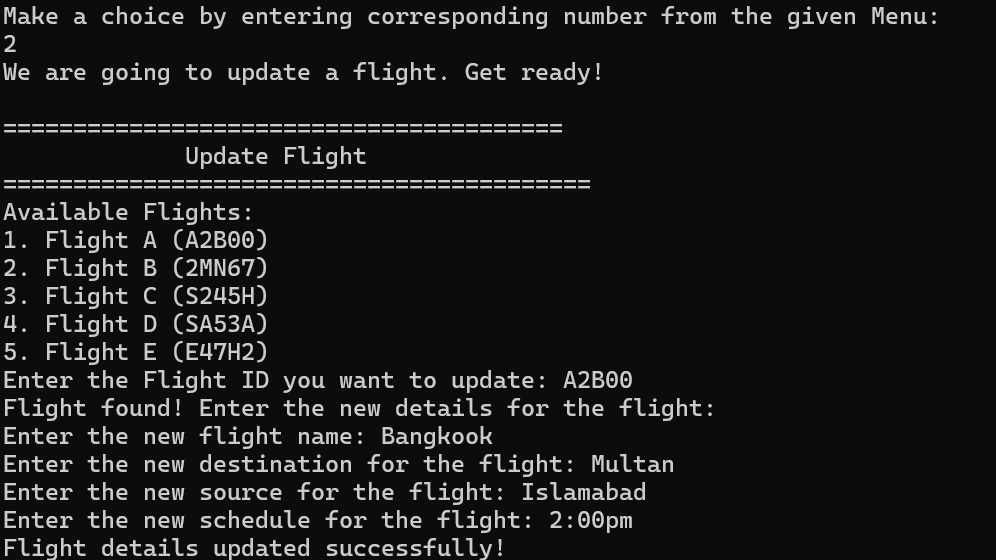 Make a choice by entering corresponding number from the given Menu:
2
We are going to update a flight. Get ready!
========================================
Update Flight
==========================================
Available Flights:
1. Flight A (A2B00)
2. Flight B (2MN67)
3. Flight C (S245H)
4. Flight D (SA53A)
5. Flight E (E47H2)
Enter the Flight ID you want to update: A2B00
Flight found! Enter the new details for the flight:
Enter the new flight name: Bangkook
Enter the new destination for the flight: Multan
Enter the new source for the flight: Islamabad
Enter the new schedule for the flight: 2:00pm
Flight details updated successfully!